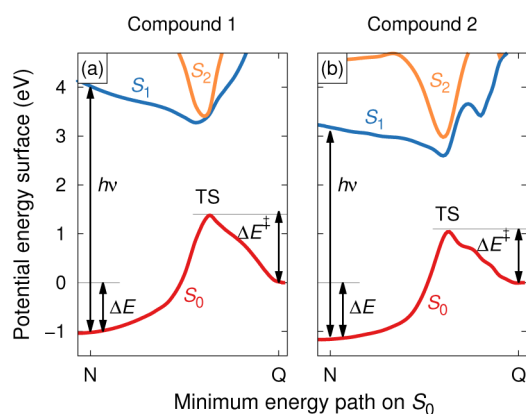 Compound 1
Compound 2
Potential energy surface (eV)
4
3
2
1
0
−1
(a)
S1
S2
hν
TS
ΔE‡
ΔE
S0
N
Q
(b)
S1
S2
hν
TS
ΔE‡
ΔE
S0
N
Q
Minimum energy path on S0